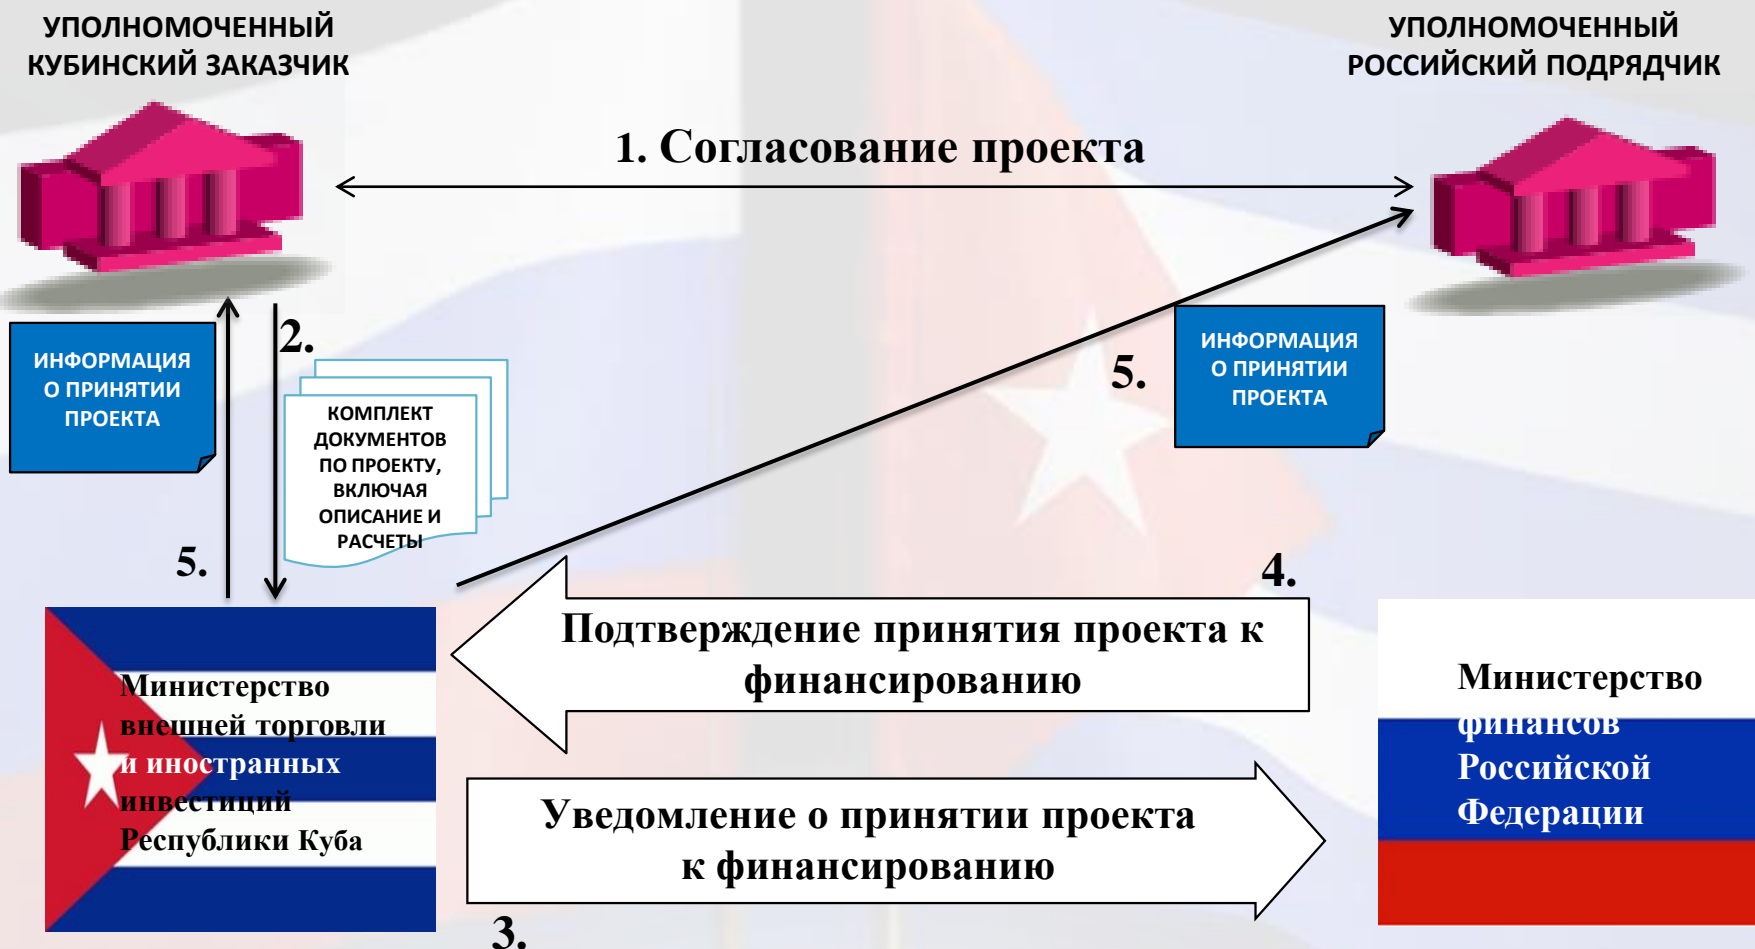 УПОЛНОМОЧЕННЫЙ
КУБИНСКИЙ ЗАКАЗЧИК
УПОЛНОМОЧЕННЫЙ
РОССИЙСКИЙ ПОДРЯДЧИК
1. Согласование проекта
ИНФОРМАЦИЯ
О ПРИНЯТИИ
ПРОЕКТА
2.
КОМПЛЕКТ
ДОКУМЕНТОВ
ПО ПРОЕКТУ,
ВКЛЮЧАЯ
ОПИСАНИЕ И
РАСЧЕТЫ
5.
5.
ИНФОРМАЦИЯ
О ПРИНЯТИИ
ПРОЕКТА
4.
Подтверждение принятия проекта к
финансированию
Министерство
внешней торговли
и иностранных
инвестиций
Республики Куба
Министерство
финансов
Российской
Федерации
Уведомление о принятии проекта
к финансированию
3.